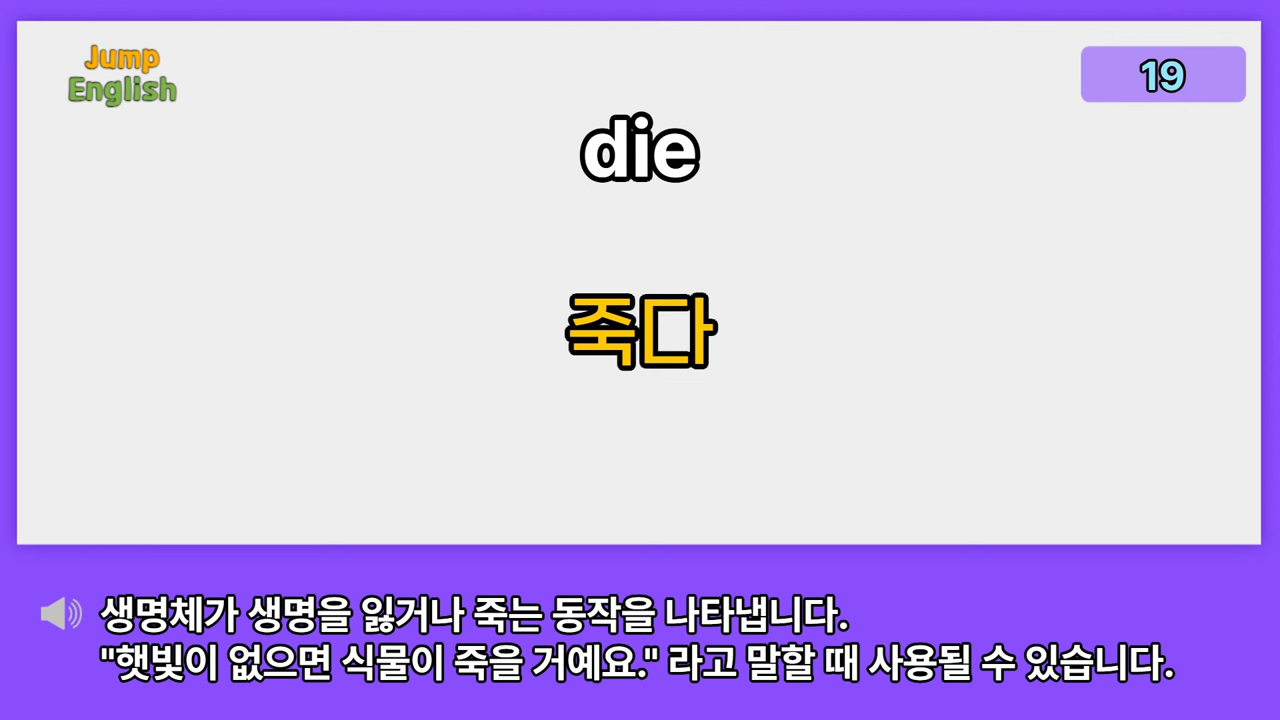 Jump
English
19
die
죽다
생명체가 생명을 잃거나 죽는 동작을 나타냅니다.
"햇빛이 없으면 식물이 죽을 거예요." 라고 말할 때 사용될 수 있습니다.